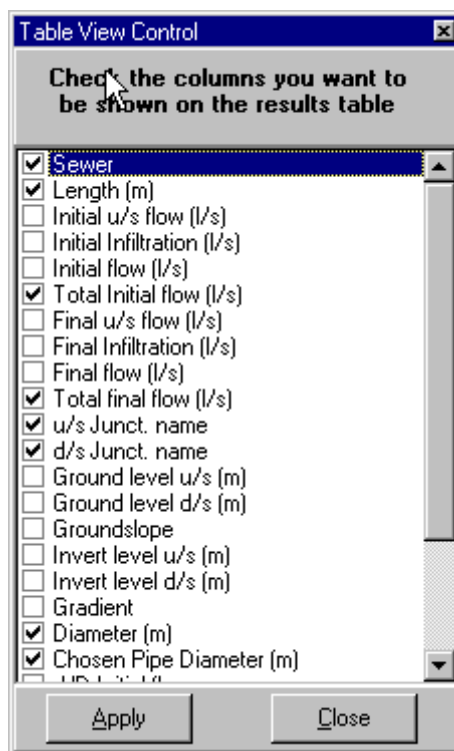 Table View Control
Check the columns you want to
be shown on the results table
Sewer
Length (m)
Initial u/s flow (l/s)
Initial Infiltration (l/s)
Initial flow (l/s)
Total Initial flow (l/s)
Final u/s flow (l/s)
Final Infiltration (l/s)
Final flow (l/s)
Total final flow (l/s)
u/s Junct. name
d/s Junct. name
Ground level u/s (m)
Ground level d/s (m)
Groundslope
Invert level u/s (m)
Invert level d/s (m)
Gradient
Diameter (m)
Chosen Pipe Diameter (m)
Apply
Close